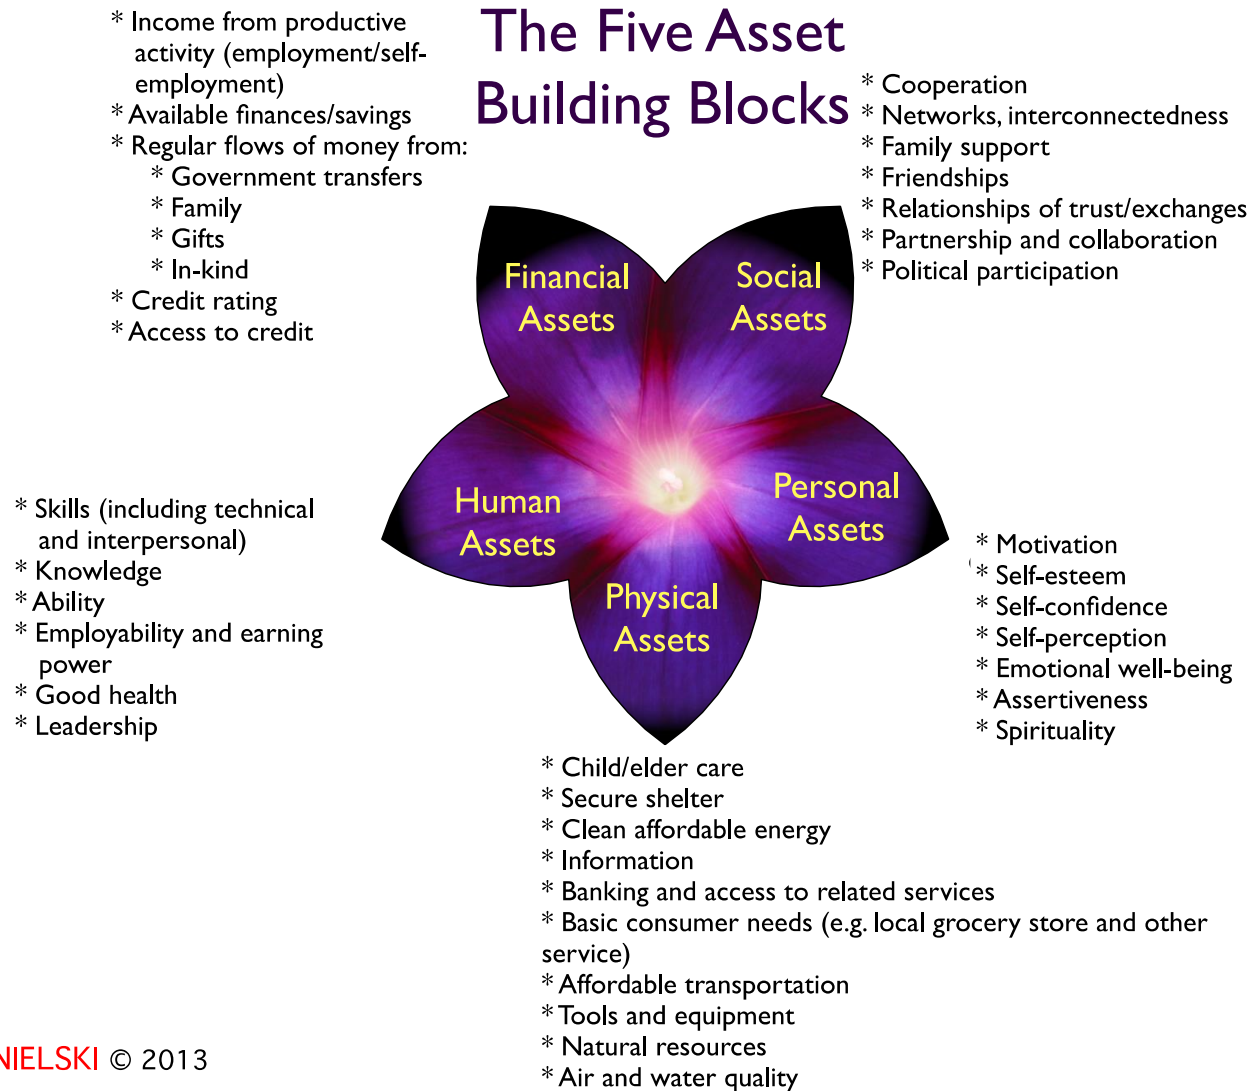 The Five Asset
Building Blocks
* Income from productive
activity (employment/self-
employment)
* Available finances/savings
* Regular flows of money from:
* Government transfers
* Family
* Gifts
* In-kind
* Credit rating
* Access to credit
* Cooperation
* Networks, interconnectedness
* Family support
* Friendships
* Relationships of trust/exchanges
* Partnership and collaboration
* Political participation
Financial
Assets
Social
Assets
Human
Assets
Personal
Assets
Physical
Assets
* Skills (including technical
and interpersonal)
* Knowledge
* Ability
* Employability and earning
power
* Good health
* Leadership
* Motivation
* Self-esteem
* Self-confidence
* Self-perception
* Emotional well-being
* Assertiveness
* Spirituality
* Child/elder care
* Secure shelter
* Clean affordable energy
* Information
* Banking and access to related services
* Basic consumer needs (e.g. local grocery store and other
service)
* Affordable transportation
* Tools and equipment
* Natural resources
* Air and water quality
NIELSKI © 2013